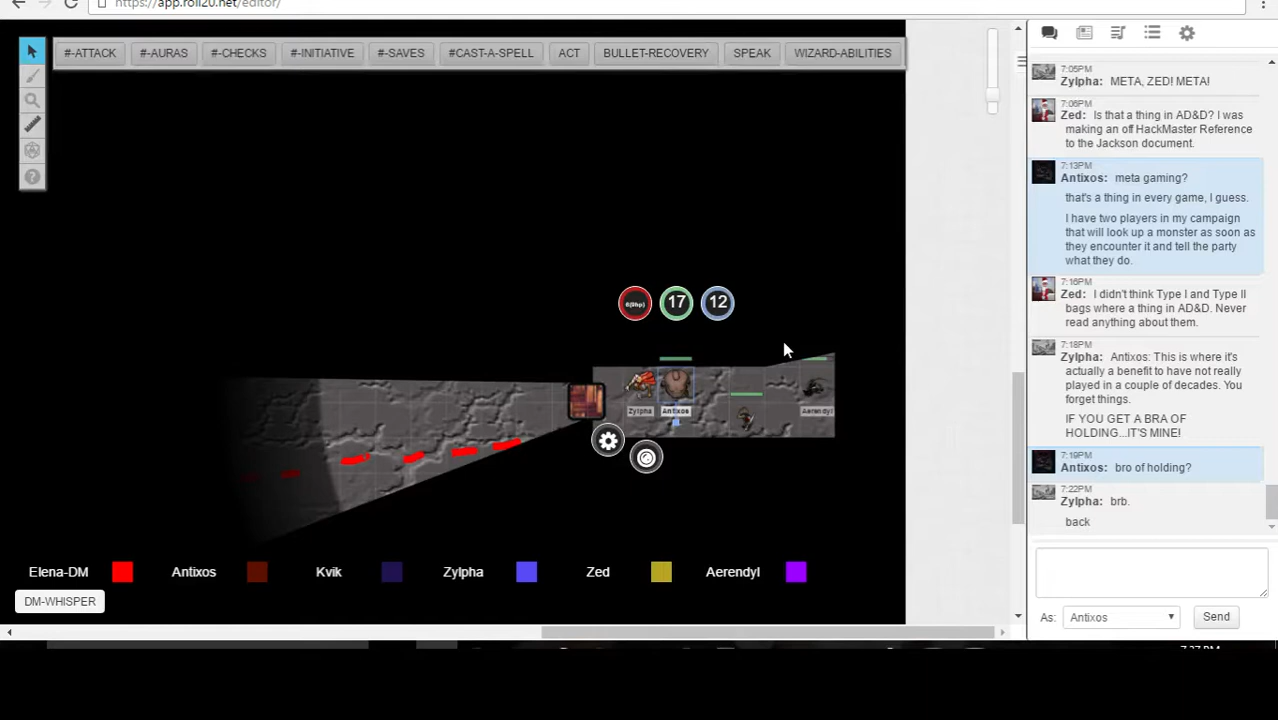 https://app.roll20.net/editor/
#-ATTACK #-AURAS #-CHECKS #-INITIATIVE #-SAVES #CAST-A-SPELL ACT BULLET-RECOVERY SPEAK WIZARD-ABILITIES
7:05PM
Zylpha: META, ZED! META!
7:06PM
Zed: Is that a thing in AD&D? I was
making an off HackMaster Reference
to the Jackson document.
7:13PM
Antixos: meta gaming?
that's a thing in every game, I guess.
I have two players in my campaign
that will look up a monster as soon as
they encounter it and tell the party
what they do.
7:16PM
Zed: I didn't think Type I and Type II
bags where a thing in AD&D. Never
read anything about them.
7:18PM
Zylpha: Antixos: This is where it's
actually a benefit to have not really
played in a couple of decades. You
forget things.
IF YOU GET A BRA OF
HOLDING...IT'S MINE!
7:19PM
Antixos: bro of holding?
7:22PM
Zylpha: brb.
back
17 12
Zylpha Antixos Aerendyl
Elena-DM Antixos Kvik Zylpha Zed Aerendyl
DM-WHISPER
As: Antixos Send